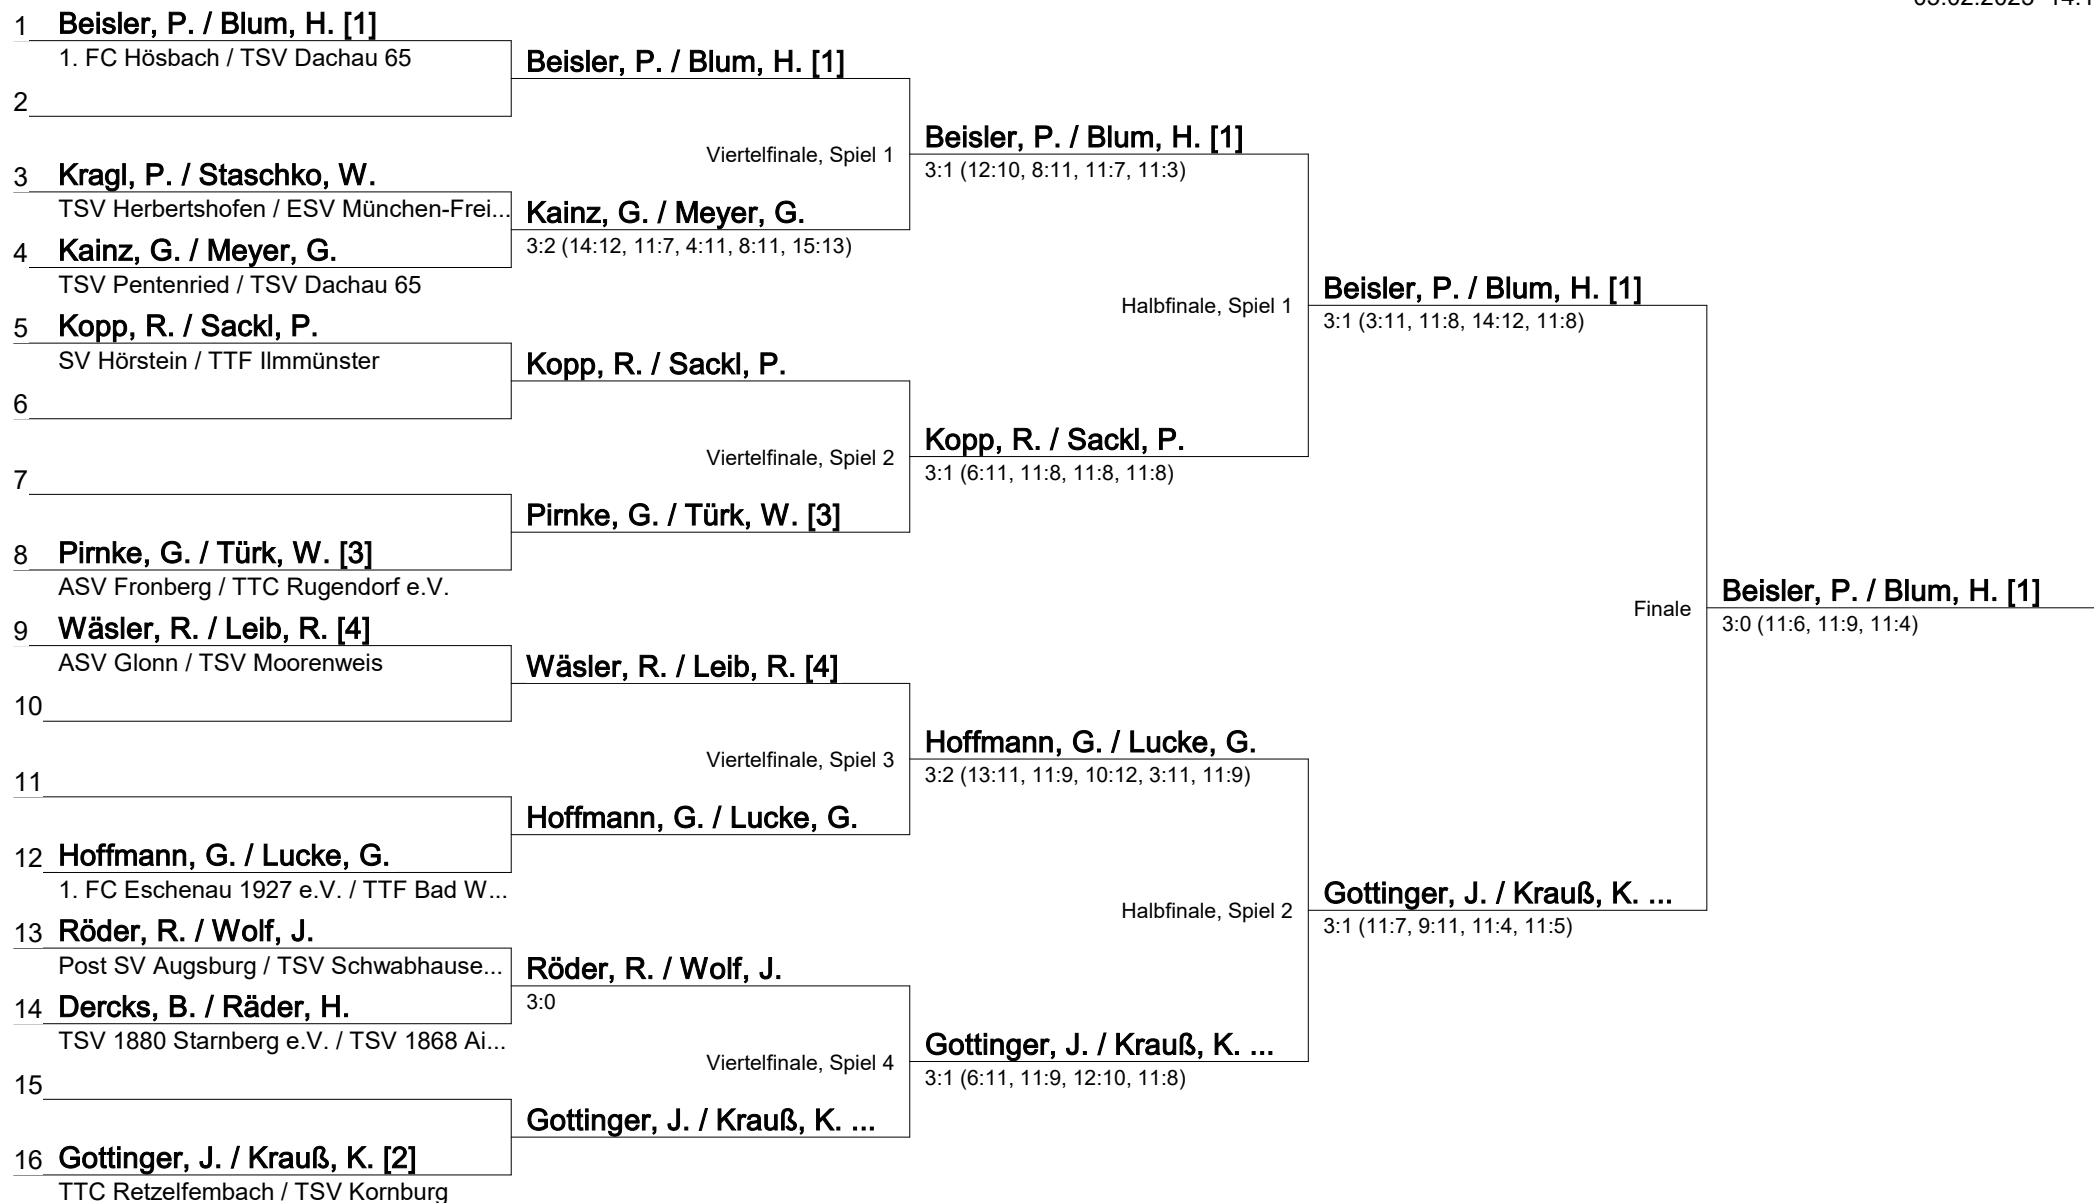 1 Beisler, P. / Blum, H. [1]
1. FC Hösbach / TSV Dachau 65
Beisler, P. / Blum, H. [1]
2
Viertelfinale, Spiel 1
Beisler, P. / Blum, H. [1]
3:1 (12:10, 8:11, 11:7, 11:3)
3 Kragl, P. / Staschko, W.
TSV Herbertshofen / ESV München-Frei...
Kainz, G. / Meyer, G.
3:2 (14:12, 11:7, 4:11, 8:11, 15:13)
4 Kainz, G. / Meyer, G.
TSV Pentenried / TSV Dachau 65
Halbfinale, Spiel 1
Beisler, P. / Blum, H. [1]
3:1 (3:11, 11:8, 14:12, 11:8)
5 Kopp, R. / Sackl, P.
SV Hörstein / TTF Ilmmünster
Kopp, R. / Sackl, P.
6
Viertelfinale, Spiel 2
Kopp, R. / Sackl, P.
3:1 (6:11, 11:8, 11:8, 11:8)
7
Pirnke, G. / Türk, W. [3]
8 Pirnke, G. / Türk, W. [3]
ASV Fronberg / TTC Rugendorf e.V.
Finale
Beisler, P. / Blum, H. [1]
3:0 (11:6, 11:9, 11:4)
9 Wäsler, R. / Leib, R. [4]
ASV Glonn / TSV Moorenweis
Wäsler, R. / Leib, R. [4]
10
Viertelfinale, Spiel 3
Hoffmann, G. / Lucke, G.
3:2 (13:11, 11:9, 10:12, 3:11, 11:9)
11
Hoffmann, G. / Lucke, G.
12 Hoffmann, G. / Lucke, G.
1. FC Eschenau 1927 e.V. / TTF Bad W...
Halbfinale, Spiel 2
Gottinger, J. / Krauß, K. ...
3:1 (11:7, 9:11, 11:4, 11:5)
13 Röder, R. / Wolf, J.
Post SV Augsburg / TSV Schwabhause...
Röder, R. / Wolf, J.
3:0
14 Dercks, B. / Räder, H.
TSV 1880 Starnberg e.V. / TSV 1868 Ai...
Viertelfinale, Spiel 4
Gottinger, J. / Krauß, K. ...
3:1 (6:11, 11:9, 12:10, 11:8)
15
Gottinger, J. / Krauß, K. ...
16 Gottinger, J. / Krauß, K. [2]
TTC Retzelfembach / TSV Kornburg